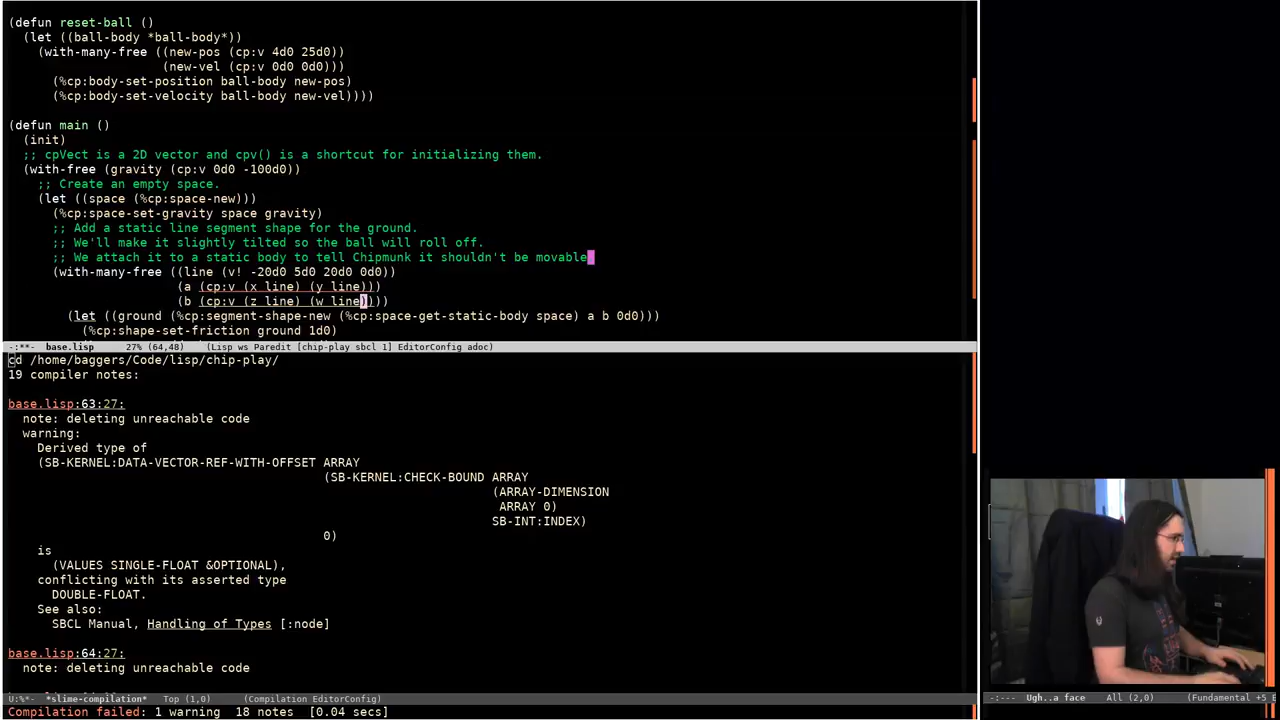 (defun reset-ball ()
(let ((ball-body *ball-body*))
(with-many-free ((new-pos (cp:v 4d0 25d0))
(new-vel (cp:v 0d0 0d0)))
(%cp:body-set-position ball-body new-pos)
(%cp:body-set-velocity ball-body new-vel))))
(defun main ()
(init)
;; cpVect is a 2D vector and cpv() is a shortcut for initializing them.
(with-free (gravity (cp:v 0d0 -100d0))
;; Create an empty space.
(let ((space (%cp:space-new)))
(%cp:space-set-gravity space gravity)
;; Add a static line segment shape for the ground.
;; We'll make it slightly tilted so the ball will roll off.
;; We attach it to a static body to tell Chipmunk it shouldn't be movable.
(with-many-free ((line (v! -20d0 5d0 20d0 0d0))
(a (cp:v (x line) (y line)))
(b (cp:v (z line) (w line))))
(let ((ground (%cp:segment-shape-new (%cp:space-get-static-body space) a b 0d0)))
(%cp:shape-set-friction ground 1d0)
-:**- base.lisp 27% (64,48) (Lisp ws Paredit [chip-play sbcl 1] EditorConfig adoc)
cd /home/baggers/Code/lisp/chip-play/
19 compiler notes:
base.lisp:63:27:
note: deleting unreachable code
warning:
Derived type of
(SB-KERNEL:DATA-VECTOR-REF-WITH-OFFSET ARRAY
(SB-KERNEL:CHECK-BOUND ARRAY
(ARRAY-DIMENSION
ARRAY 0)
SB-INT:INDEX)
0)
is
(VALUES SINGLE-FLOAT &OPTIONAL),
conflicting with its asserted type
DOUBLE-FLOAT.
See also:
SBCL Manual, Handling of Types [:node]
base.lisp:64:27:
note: deleting unreachable code
U:%*- *slime-compilation* Top (1,0) (Compilation EditorConfig)
-:--- Ugh..a face All (2,0) (Fundamental +5 E
Compilation failed: 1 warning 18 notes [0.04 secs]